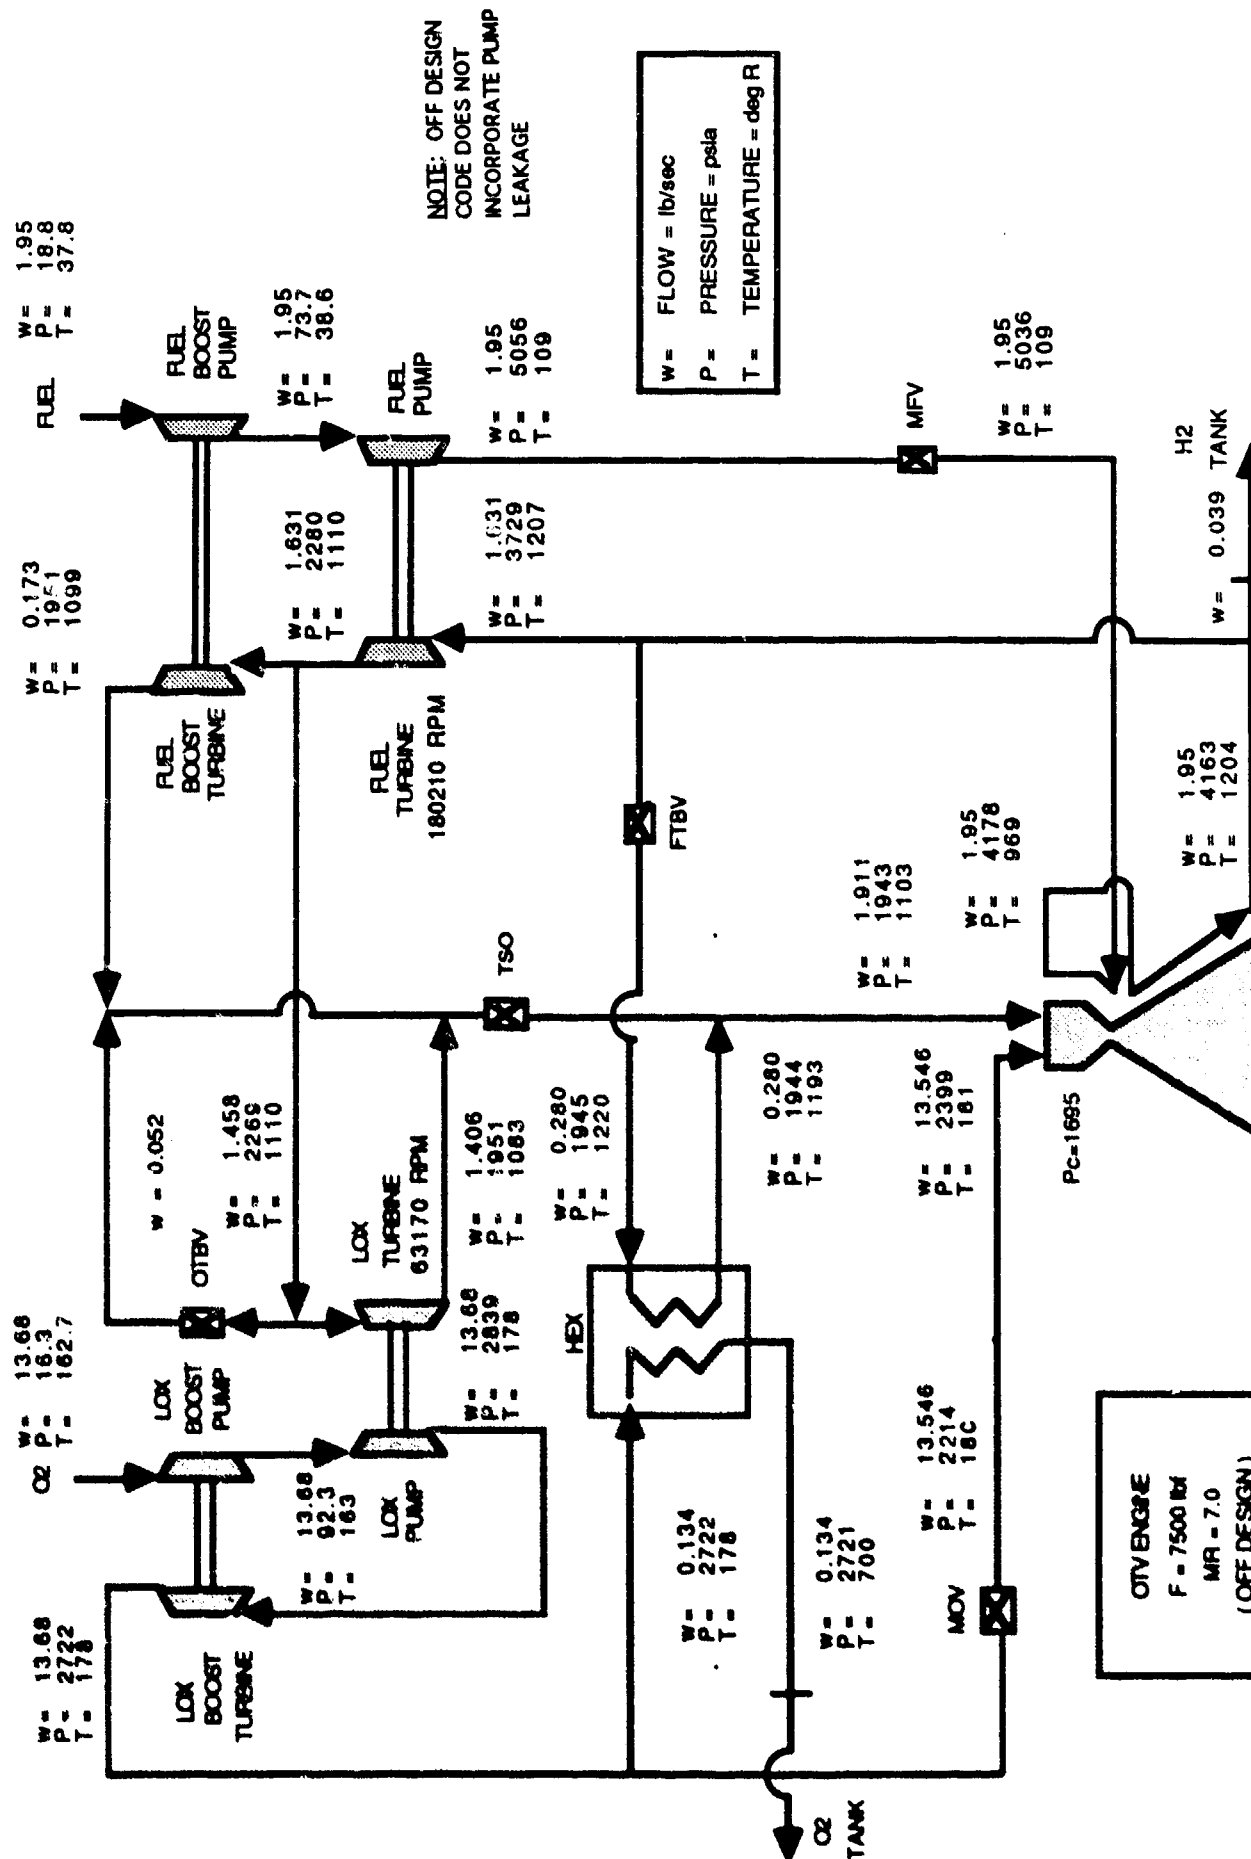 w= 13.68
P= 2722
T= 178
LOX
BOOST
TURBINE
O2
w= 13.68
P= 16.3
T= 162.7
LOX
BOOST
PUMP
OTBV
w = 0.052
w= 13.68
P= 92.3
T= 163
LOX
PUMP
LOX
TURBINE
63170 RPM
w= 1.458
P= 2269
T= 1110
w= 13.68
P= 2839
T= 178
w= 1.406
P= 1951
T= 1083
w= 0.173
P= 1951
T= 1099
FUEL
BOOST
TURBINE
FUEL
w= 1.95
P= 18.8
T= 37.8
FUEL
BOOST
PUMP
w= 1.631
P= 2280
T= 1110
w= 1.95
P= 73.7
T= 38.6
FUEL
TURBINE
180210 RPM
FUEL
PUMP
NOTE: OFF DESIGN
CODE DOES NOT
INCORPORATE PUMP
LEAKAGE
w= 1.631
P= 3729
T= 1207
w= 1.95
P= 5056
T= 109
TSO
HEX
w= 0.280
P= 1945
T= 1220
FTBV
w= FLOW = lb/sec
P= PRESSURE = psia
T= TEMPERATURE = deg R
w= 0.134
P= 2722
T= 178
w= 0.280
P= 1944
T= 1193
w= 1.911
P= 1943
T= 1103
MFV
w= 0.134
P= 2721
T= 700
O2
TANK
MOV
w= 13.546
P= 2214
T= 18C
w= 13.546
P= 2399
T= 181
w= 1.95
P= 4178
T= 969
w= 1.95
P= 5036
T= 109
Pc=1695
w= 1.95
P= 4163
T= 1204
w= 0.039
H2
TANK
OTV ENGINE
F = 7500 lbf
MR = 7.0
(OFF DESIGN)